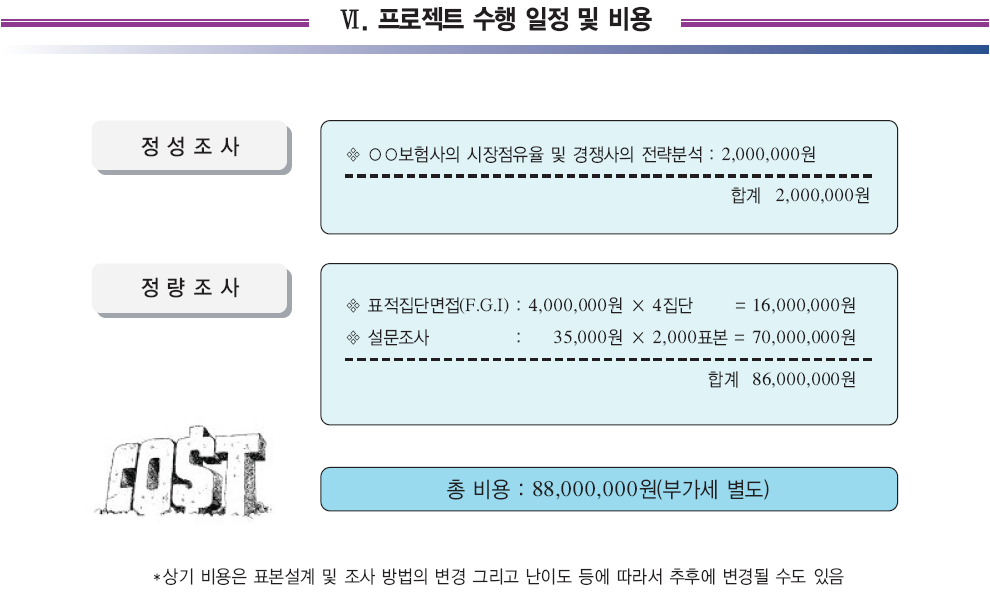 Ⅵ. 프로젝트 수행 일정 및 비용
정 성 조 사
❖ ○○보험사의 시장점유율 및 경쟁사의 전략분석 : 2,000,000원
합계 2,000,000원
정 량 조 사
❖ 표적집단면접(F.G.I) : 4,000,000원 × 4집단 = 16,000,000원
❖ 설문조사 : 35,000원 × 2,000표본 = 70,000,000원
합계 86,000,000원
CO$T
총 비용 : 88,000,000원(부가세 별도)
*상기 비용은 표본설계 및 조사 방법의 변경 그리고 난이도 등에 따라서 추후에 변경될 수도 있음